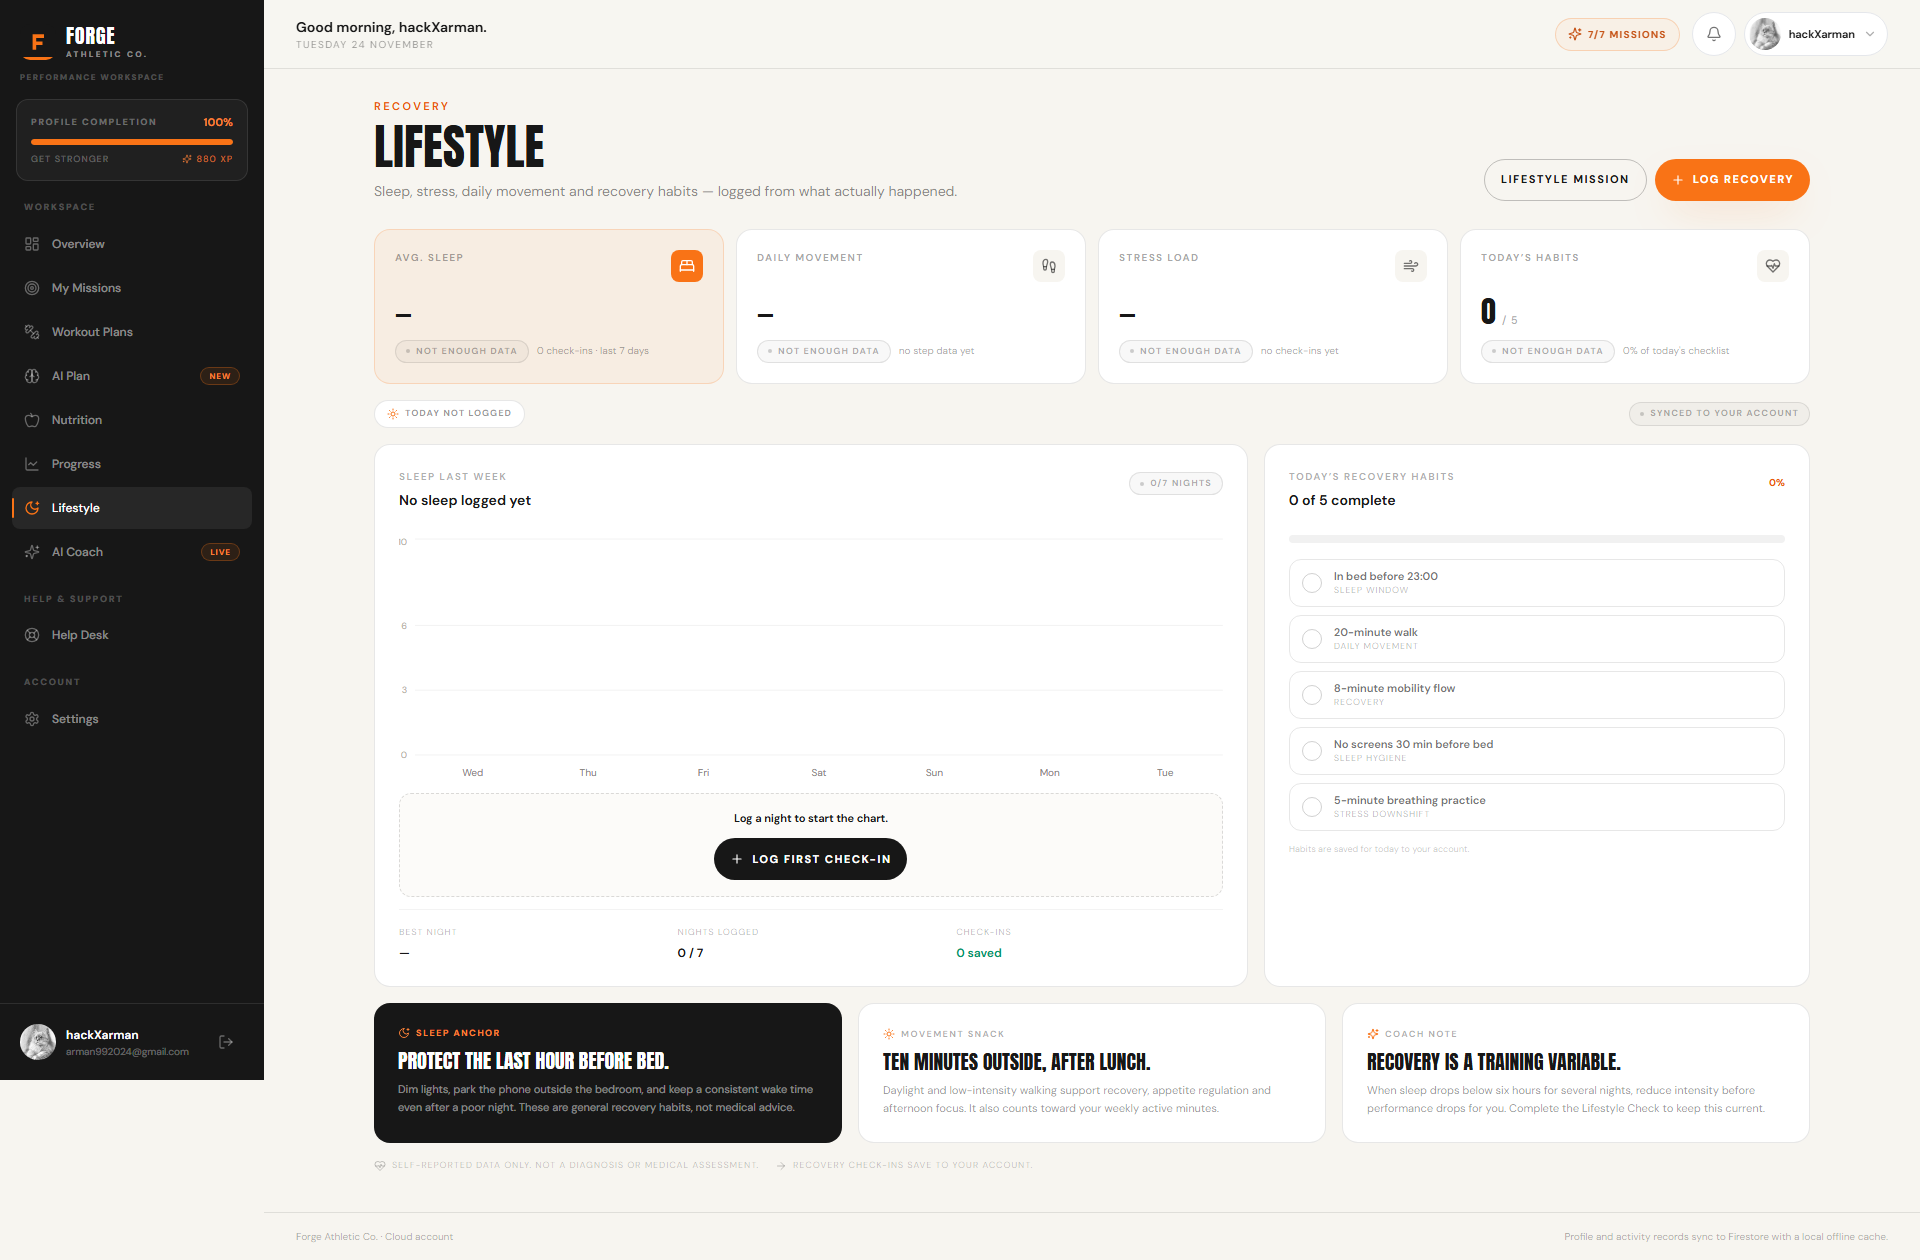 F
FORGE
ATHLETIC CO.
PERFORMANCE WORKSPACE
PROFILE COMPLETION
100%
GET STRONGER
880 XP
WORKSPACE
Overview
My Missions
Workout Plans
AI Plan
NEW
Nutrition
Progress
Lifestyle
AI Coach
LIVE
HELP & SUPPORT
Help Desk
ACCOUNT
Settings
hackXarman
arman992024@gmail.com
Good morning, hackXarman.
TUESDAY 24 NOVEMBER
7/7 MISSIONS
hackXarman
RECOVERY
LIFESTYLE
Sleep, stress, daily movement and recovery habits — logged from what actually happened.
LIFESTYLE MISSION
+ LOG RECOVERY
AVG. SLEEP
—
NOT ENOUGH DATA
0 check-ins · last 7 days
DAILY MOVEMENT
—
NOT ENOUGH DATA
no step data yet
STRESS LOAD
—
NOT ENOUGH DATA
no check-ins yet
TODAY'S HABITS
0 / 5
NOT ENOUGH DATA
0% of today's checklist
TODAY NOT LOGGED
SYNCED TO YOUR ACCOUNT
SLEEP LAST WEEK
No sleep logged yet
0/7 NIGHTS
10
6
3
0
Wed Thu Fri Sat Sun Mon Tue
Log a night to start the chart.
+ LOG FIRST CHECK-IN
BEST NIGHT
—
NIGHTS LOGGED
0 / 7
CHECK-INS
0 saved
TODAY'S RECOVERY HABITS
0 of 5 complete
0%
In bed before 23:00
SLEEP WINDOW
20-minute walk
DAILY MOVEMENT
8-minute mobility flow
RECOVERY
No screens 30 min before bed
SLEEP HYGIENE
5-minute breathing practice
STRESS DOWNSHIFT
Habits are saved for today to your account.
SLEEP ANCHOR
PROTECT THE LAST HOUR BEFORE BED.
Dim lights, park the phone outside the bedroom, and keep a consistent wake time
even after a poor night. These are general recovery habits, not medical advice.
MOVEMENT SNACK
TEN MINUTES OUTSIDE, AFTER LUNCH.
Daylight and low-intensity walking support recovery, appetite regulation and
afternoon focus. It also counts toward your weekly active minutes.
COACH NOTE
RECOVERY IS A TRAINING VARIABLE.
When sleep drops below six hours for several nights, reduce intensity before
performance drops for you. Complete the Lifestyle Check to keep this current.
SELF-REPORTED DATA ONLY. NOT A DIAGNOSIS OR MEDICAL ASSESSMENT.
RECOVERY CHECK-INS SAVE TO YOUR ACCOUNT.
Forge Athletic Co. · Cloud account
Profile and activity records sync to Firestore with a local offline cache.